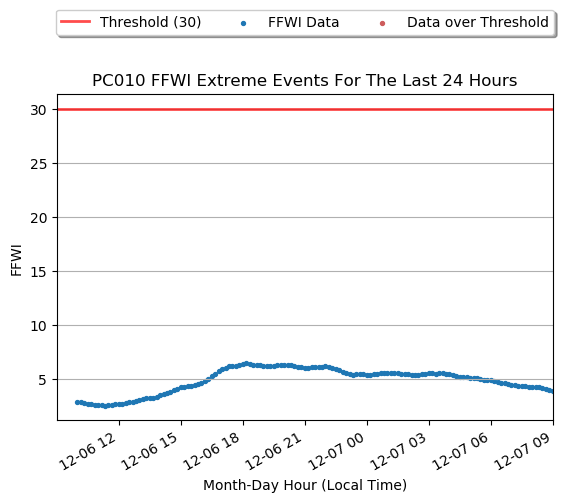 Threshold (30) FFWI Data Data over Threshold
PC010 FFWI Extreme Events For The Last 24 Hours
30
25
20
15
10
5
FFWI
12-06 12 12-06 15 12-06 18 12-06 21 12-07 00 12-07 03 12-07 06 12-07 09
Month-Day Hour (Local Time)